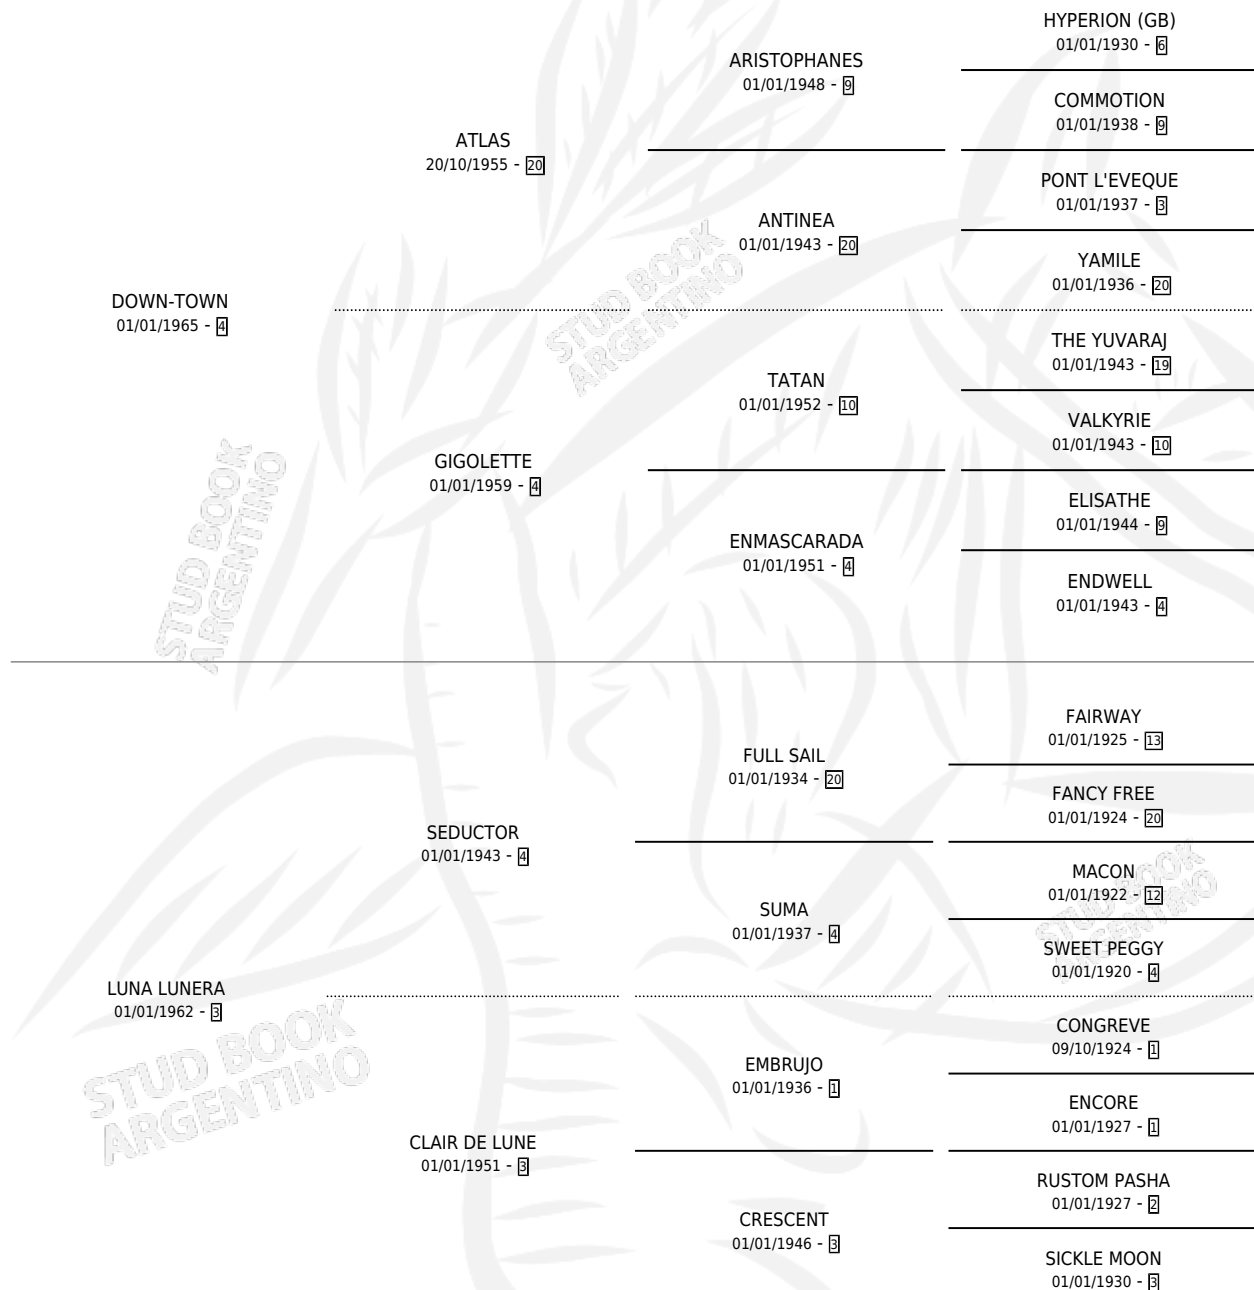 HYPERION (GB)
01/01/1930 - 6
ARISTOPHANES
01/01/1948 - 9
COMMOTION
01/01/1938 - 9
ATLAS
20/10/1955 - 20
PONT L'EVEQUE
01/01/1937 - 3
ANTINEA
01/01/1943 - 20
YAMILE
01/01/1936 - 20
DOWN-TOWN
01/01/1965 - 4
STUD BOOK
ARGENTINO
THE YUVARAJ
01/01/1943 - 19
TATAN
01/01/1952 - 10
VALKYRIE
01/01/1943 - 10
GIGOLETTE
01/01/1959 - 4
ELISATHE
01/01/1944 - 9
ENMASCARADA
01/01/1951 - 4
ENDWELL
01/01/1943 - 4
STUD BOOK
ARGENTINO
FAIRWAY
01/01/1925 - 13
FULL SAIL
01/01/1934 - 20
FANCY FREE
01/01/1924 - 20
SEDUCTOR
01/01/1943 - 4
MACON
01/01/1922 - 12
SUMA
01/01/1937 - 4
SWEET PEGGY
01/01/1920 - 4
STUD BOOK
ARGENTINO
LUNA LUNERA
01/01/1962 - 3
CONGREVE
09/10/1924 - 1
EMBRUJO
01/01/1936 - 1
ENCORE
01/01/1927 - 1
STUD BOOK
ARGENTINO
CLAIR DE LUNE
01/01/1951 - 3
RUSTOM PASHA
01/01/1927 - 2
CRESCENT
01/01/1946 - 3
SICKLE MOON
01/01/1930 - 3